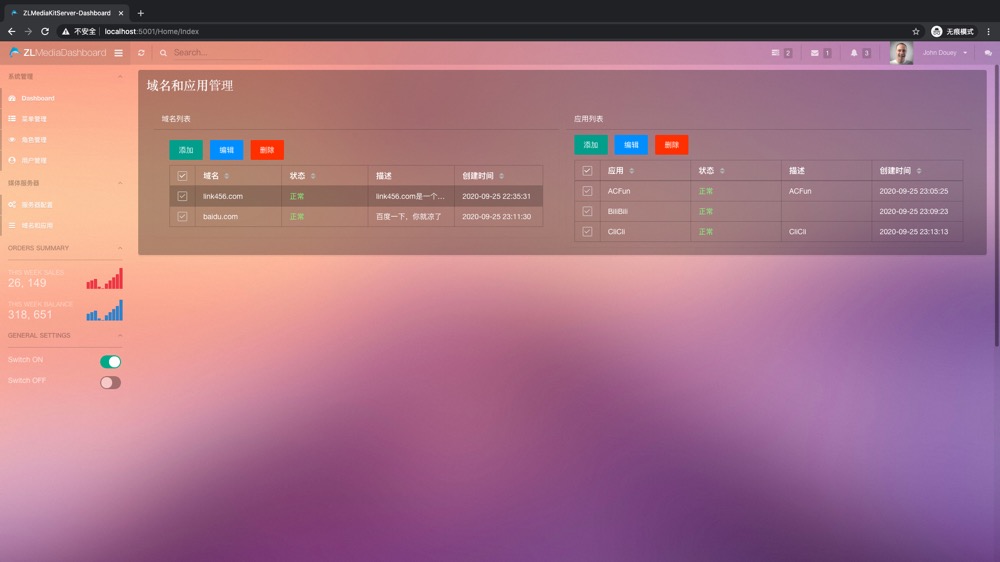 ZLMediaKitServer-Dashboard
不安全 localhost:5001/Home/Index
无痕模式
ZLMediaDashboard
Search...
2
1
3
John Douey
系统管理
Dashboard
菜单管理
角色管理
用户管理
媒体服务器
服务器配置
域名和应用
ORDERS SUMMARY
THIS WEEK SALES
26, 149
THIS WEEK BALANCE
318, 651
GENERAL SETTINGS
Switch ON
Switch OFF
域名和应用管理
域名列表
添加 编辑 删除
域名 状态 描述 创建时间
link456.com 正常 link456.com是一个... 2020-09-25 22:35:31
baidu.com 正常 百度一下，你就凉了 2020-09-25 23:11:30
应用列表
添加 编辑 删除
应用 状态 描述 创建时间
ACFun 正常 ACFun 2020-09-25 23:05:25
BiliBili 正常 2020-09-25 23:09:23
CliCli 正常 CliCli 2020-09-25 23:13:13